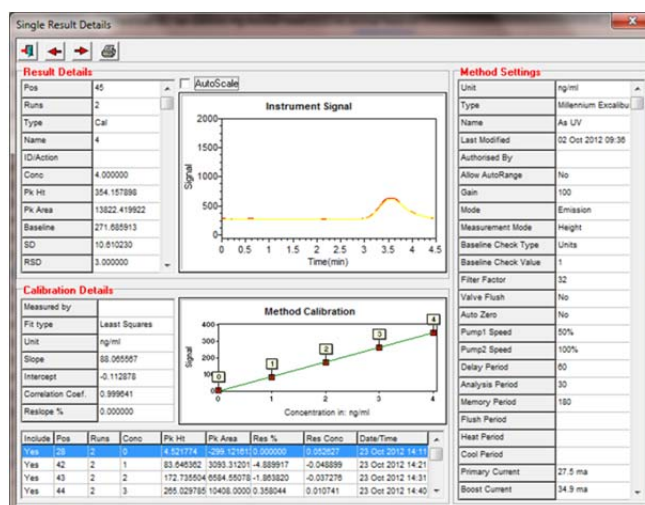 Single Result Details
Result Details
Pos 45
Runs 2
Type Cal
Name 4
ID/Action
Conc 4.000000
Pk Ht 354.157898
Pk Area 13822.419922
Baseline 271.685913
SD 10.610230
RSD 3.000000
AutoScale
Instrument Signal
Signal
2000
1500
1000
500
0
0 0.5 1 1.5 2 2.5 3 3.5 4 4.5
Time(min)
Calibration Details
Measured by
Fit type Least Squares
Unit ng/ml
Slope 88.065567
Intercept -0.112878
Correlation Coef. 0.999641
Reslope % 0.000000
Method Calibration
Signal
400
300
200
100
0
0 1 2 3 4
0 1 2 3 4
Concentration in: ng/ml
Include Pos Runs Conc Pk Ht Pk Area Res % Res Conc Date/Time
Yes 28 2 0 4.521774 -299.12161 0.000000 0.052627 23 Oct 2012 14:11
Yes 42 2 1 83.646362 3093.31201 -4.889917 -0.048899 23 Oct 2012 14:21
Yes 43 2 2 172.735504 6584.55078 -1.863820 -0.037276 23 Oct 2012 14:31
Yes 44 2 3 265.029785 10408.0000 0.358044 0.010741 23 Oct 2012 14:40
Method Settings
Unit ng/ml
Type Millennium Excalibu
Name As UV
Last Modified 02 Oct 2012 09:36
Authorised By
Allow AutoRange No
Gain 100
Mode Emission
Measurement Mode Height
Baseline Check Type Units
Baseline Check Value 1
Filter Factor 32
Valve Flush No
Auto Zero No
Pump1 Speed 50%
Pump2 Speed 100%
Delay Period 60
Analysis Period 30
Memory Period 180
Flush Period
Heat Period
Cool Period
Primary Current 27.5 ma
Boost Current 34.9 ma